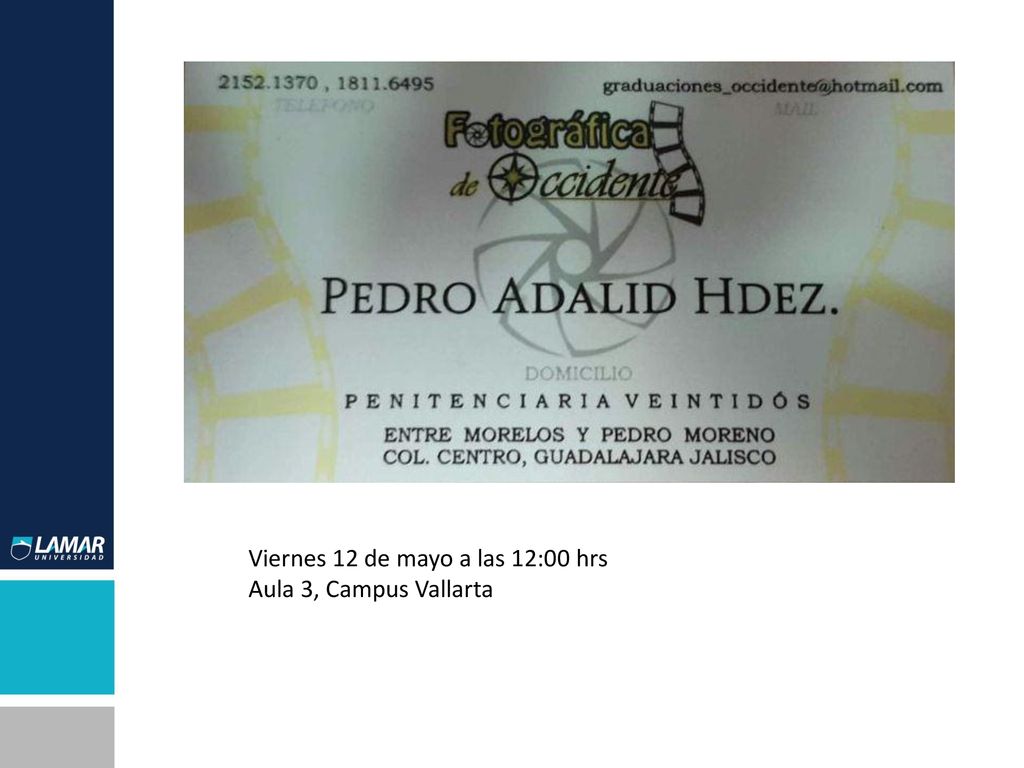 2152.1370 , 1811.6495
graduaciones_occidente@hotmail.com
TELEFONO
MAIL
Fotográfica
de Occidente
PEDRO ADALID HDEZ.
DOMICILIO
PENITENCIARIA VEINTIDÓS
ENTRE MORELOS Y PEDRO MORENO
COL. CENTRO, GUADALAJARA JALISCO
LAMAR
UNIVERSIDAD
Viernes 12 de mayo a las 12:00 hrs
Aula 3, Campus Vallarta